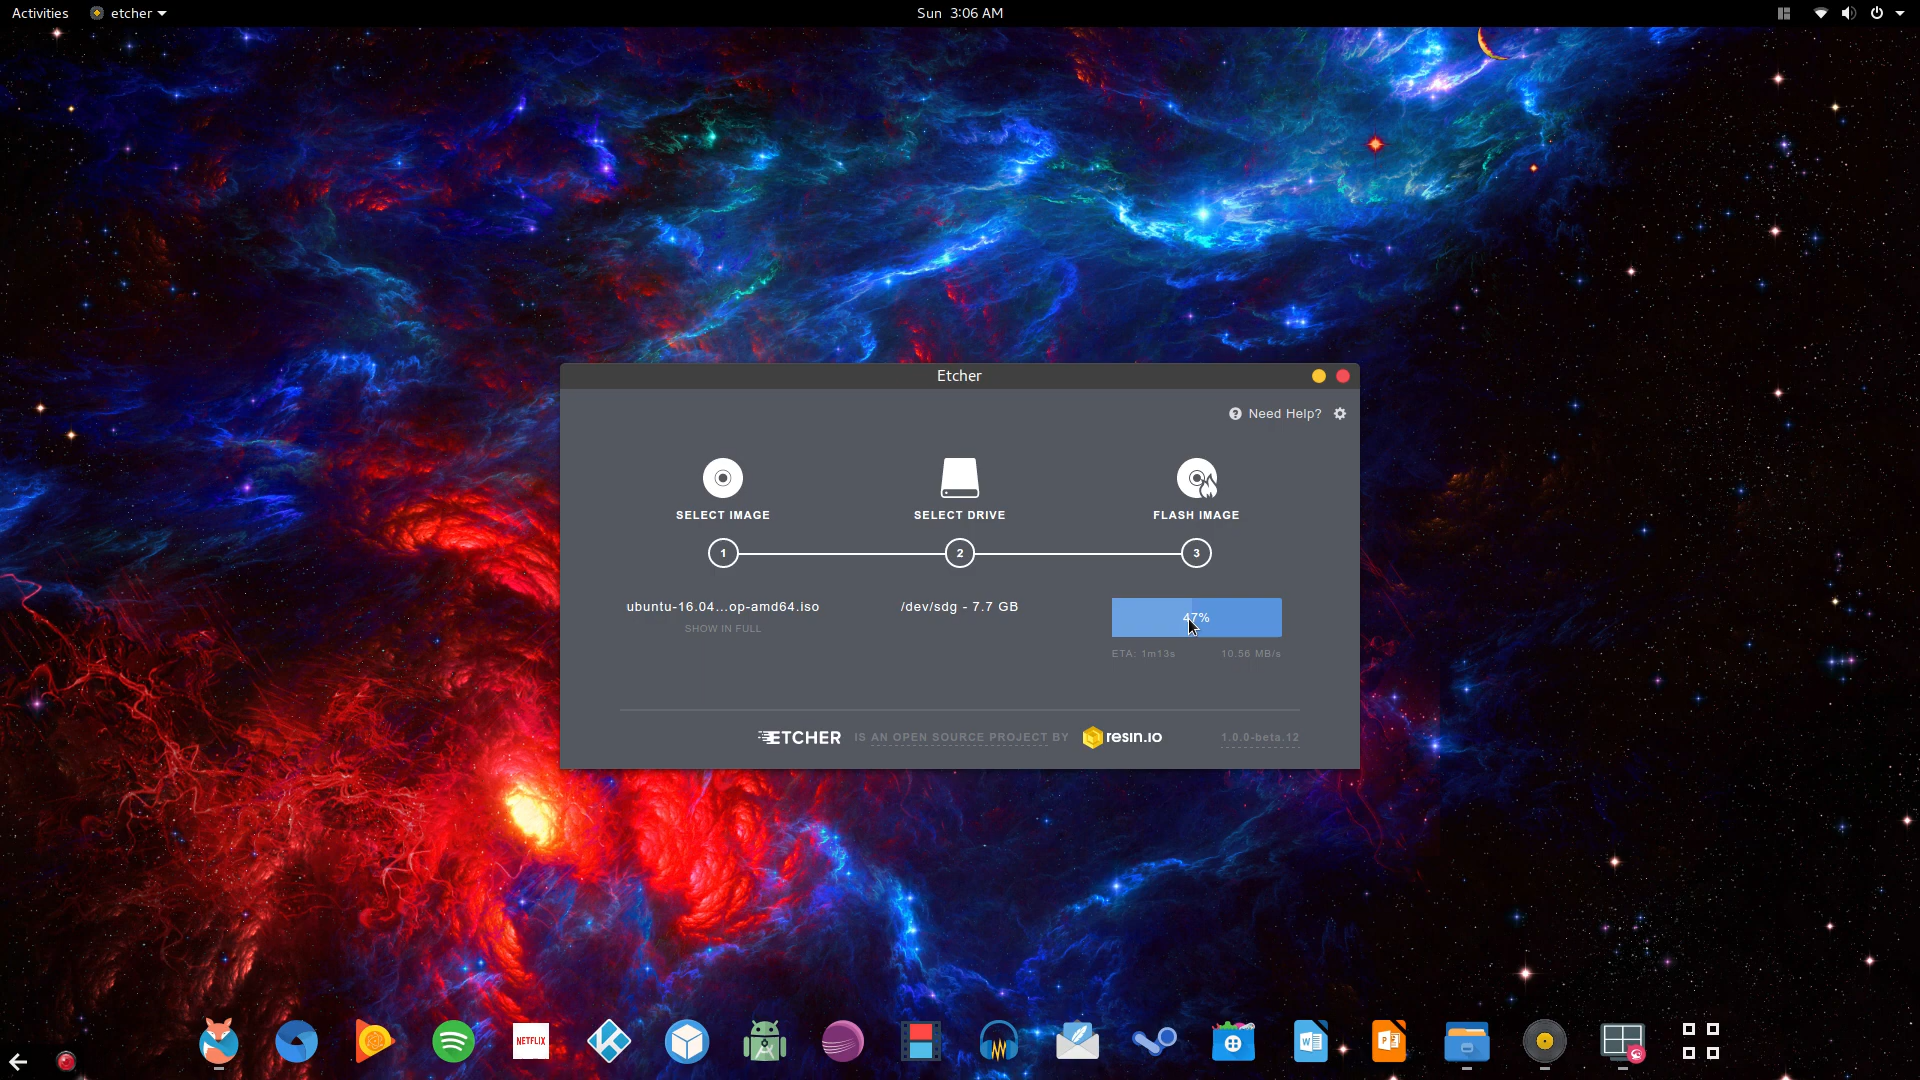 Activities etcher Sun 3:06 AM
Etcher
Need Help?
SELECT IMAGE SELECT DRIVE FLASH IMAGE
1 2 3
ubuntu-16.04...op-amd64.iso /dev/sdg - 7.7 GB 47%
SHOW IN FULL
ETA: 1m13s 10.56 MB/s
ETCHER IS AN OPEN SOURCE PROJECT BY resin.io 1.0.0-beta.12
NETFLIX
W P